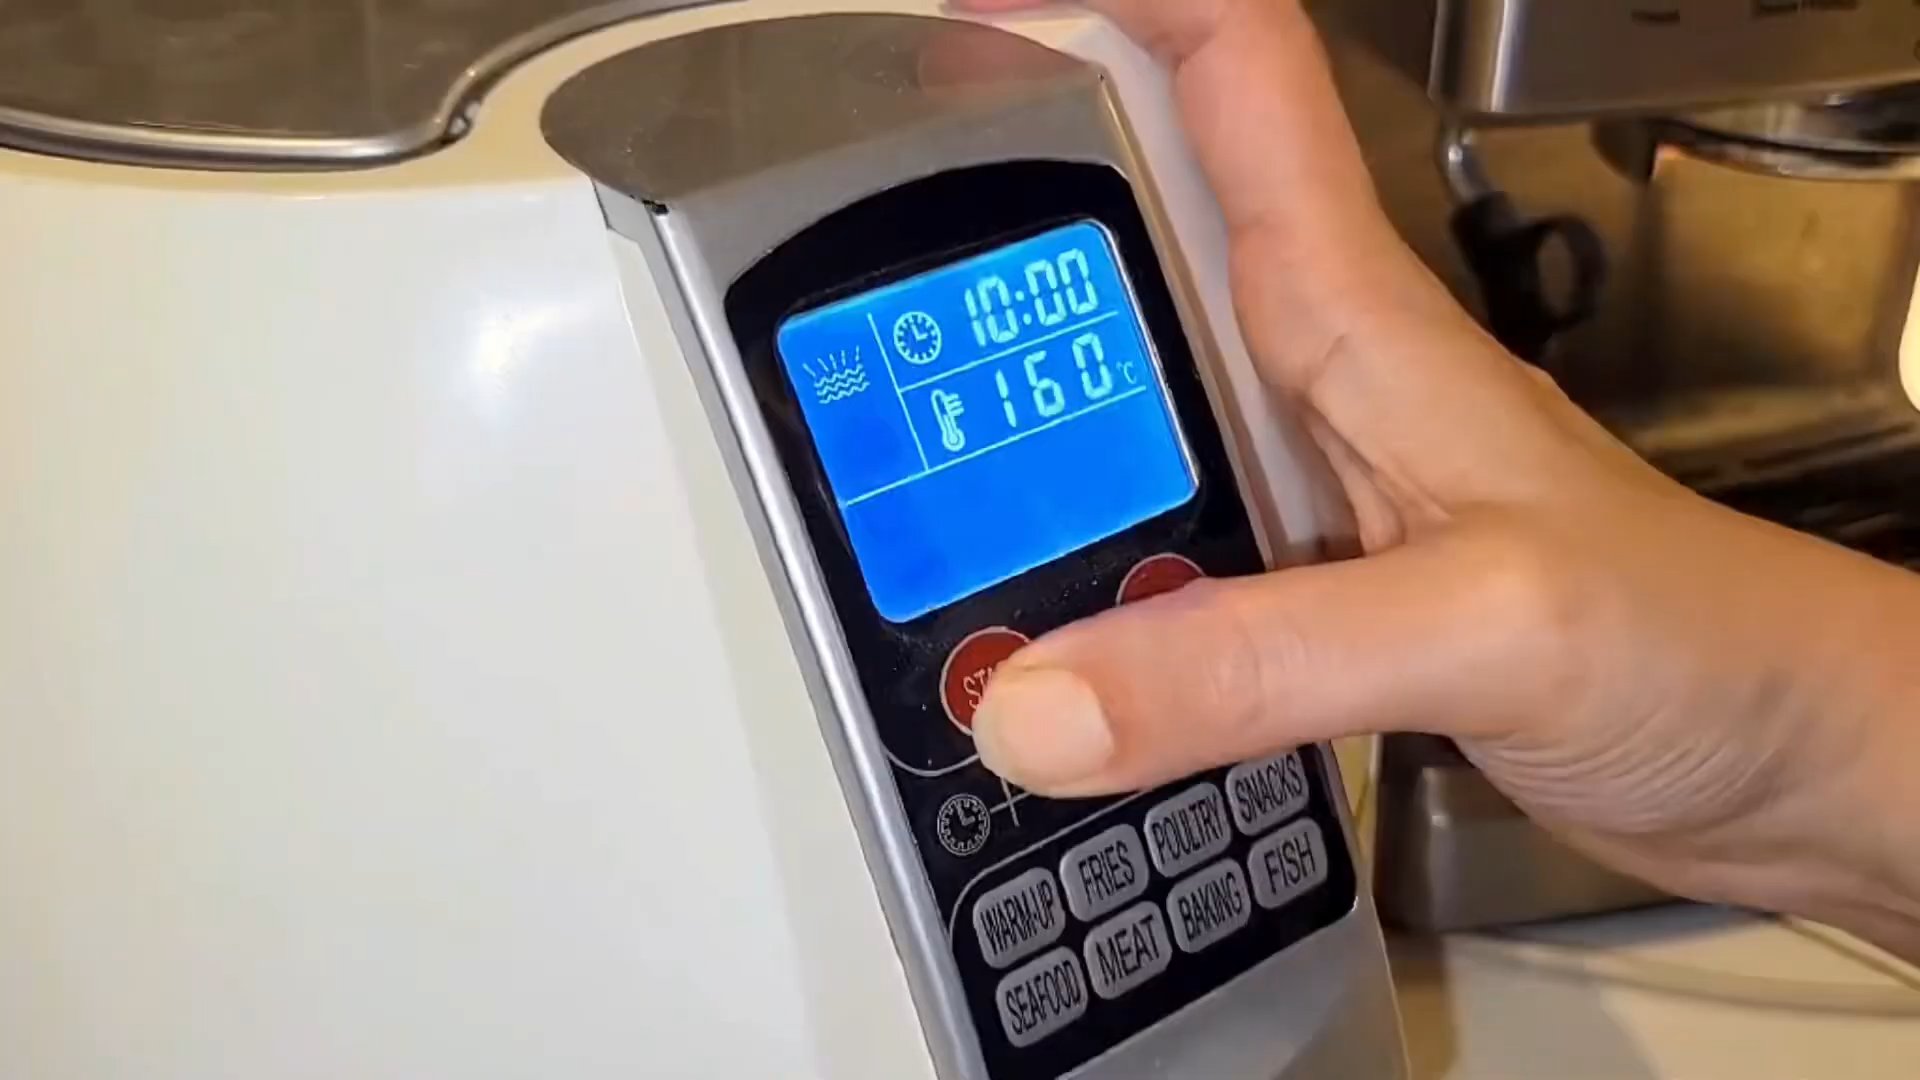 10:00
160 °C
WARM-UP FRIES POULTRY SNACKS
SEAFOOD MEAT BAKING FISH